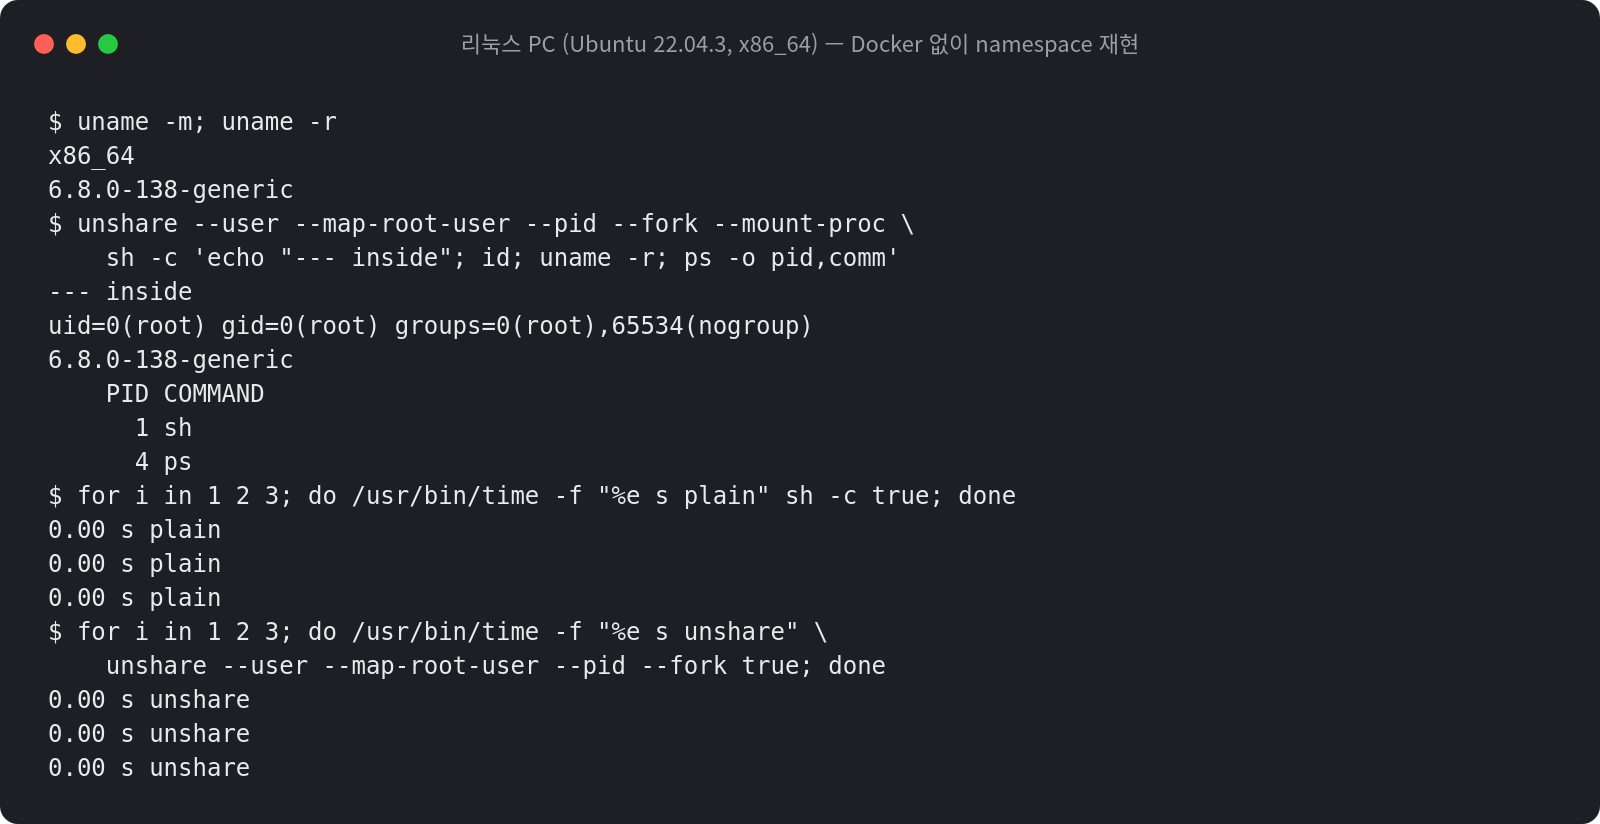 리눅스 PC (Ubuntu 22.04.3, x86_64) — Docker 없이 namespace 재현
$ uname -m; uname -r
x86_64
6.8.0-138-generic
$ unshare --user --map-root-user --pid --fork --mount-proc \
    sh -c 'echo "--- inside"; id; uname -r; ps -o pid,comm'
--- inside
uid=0(root) gid=0(root) groups=0(root),65534(nogroup)
6.8.0-138-generic
    PID COMMAND
      1 sh
      4 ps
$ for i in 1 2 3; do /usr/bin/time -f "%e s plain" sh -c true; done
0.00 s plain
0.00 s plain
0.00 s plain
$ for i in 1 2 3; do /usr/bin/time -f "%e s unshare" \
    unshare --user --map-root-user --pid --fork true; done
0.00 s unshare
0.00 s unshare
0.00 s unshare